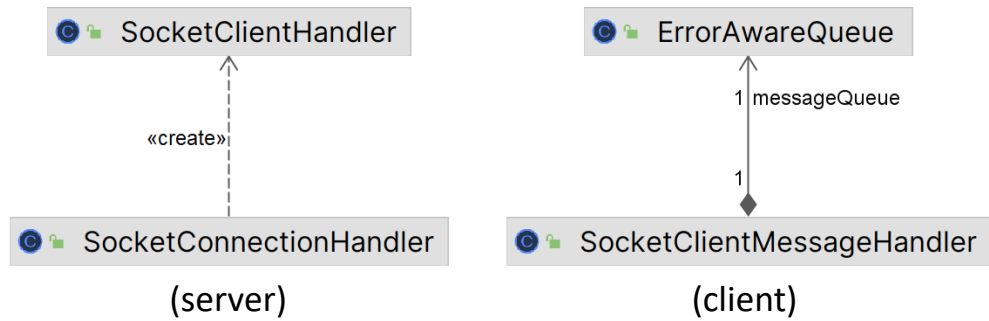 C SocketClientHandler
C ErrorAwareQueue
1 messageQueue
«create»
1
C SocketConnectionHandler
C SocketClientMessageHandler
(server)
(client)